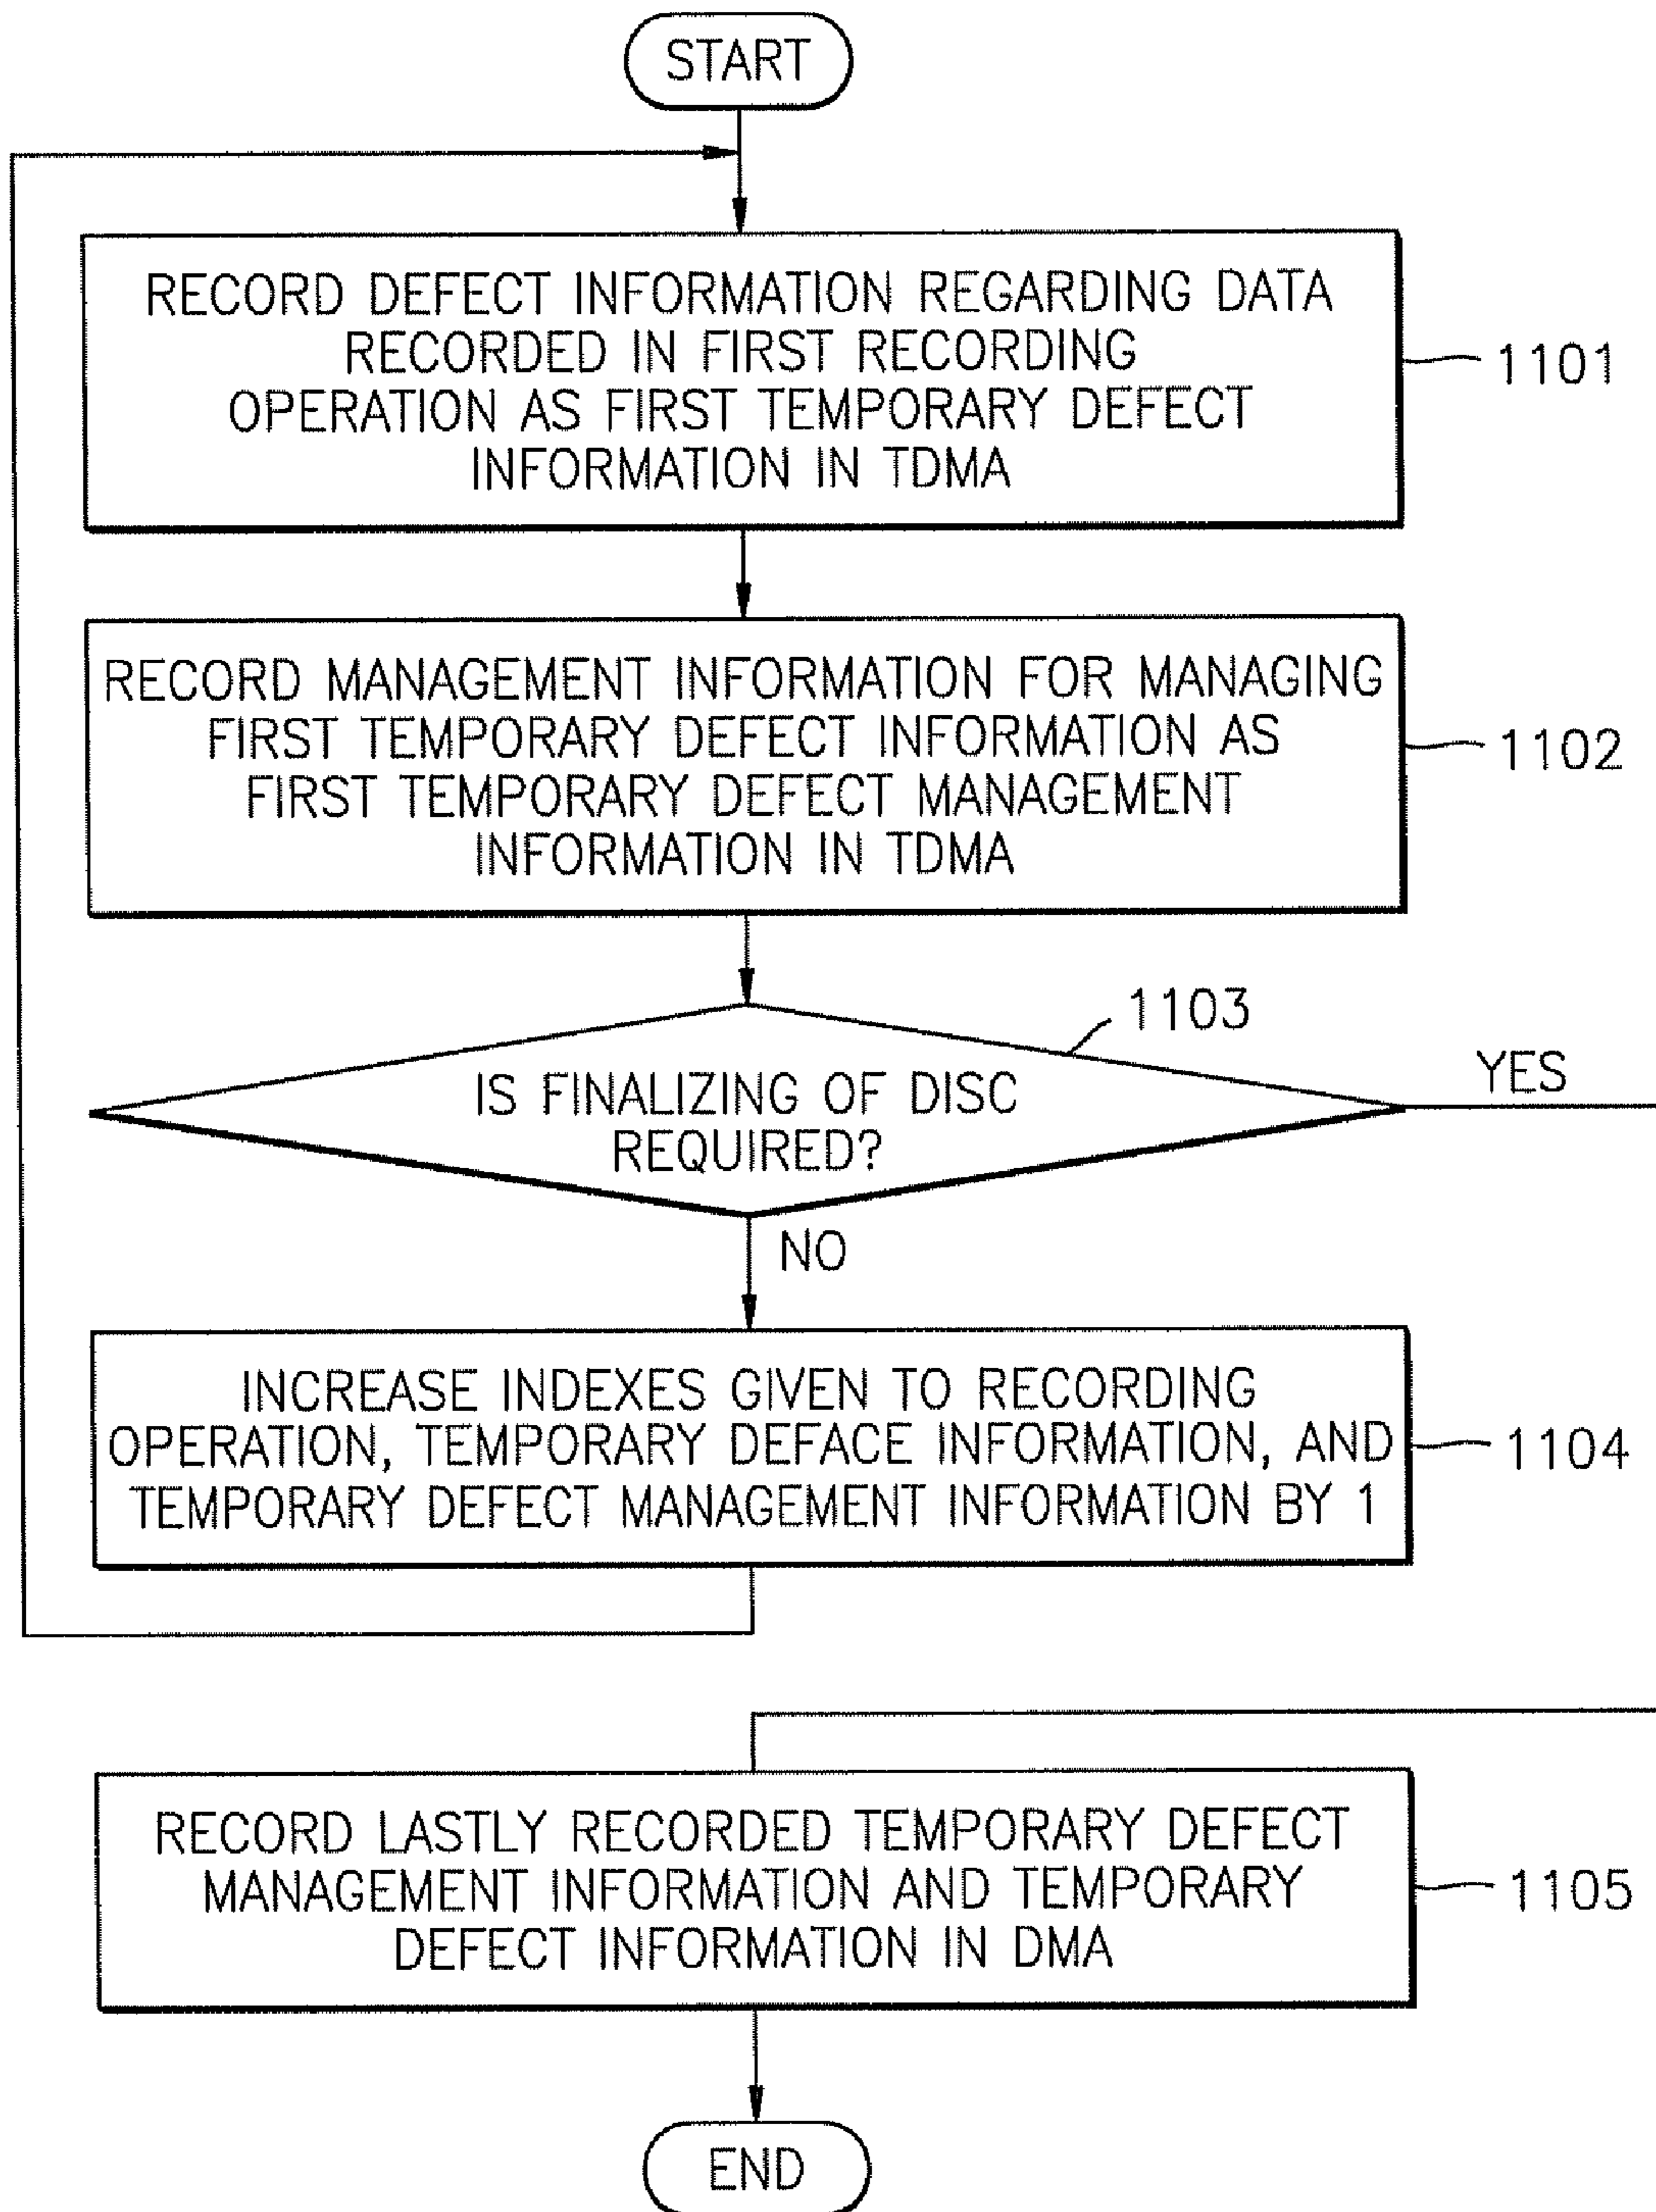 START
RECORD DEFECT INFORMATION REGARDING DATA
RECORDED IN FIRST RECORDING
OPERATION AS FIRST TEMPORARY DEFECT
INFORMATION IN TDMA
1101
RECORD MANAGEMENT INFORMATION FOR MANAGING
FIRST TEMPORARY DEFECT INFORMATION AS
FIRST TEMPORARY DEFECT MANAGEMENT
INFORMATION IN TDMA
1102
1103
IS FINALIZING OF DISC
REQUIRED?
YES
NO
INCREASE INDEXES GIVEN TO RECORDING
OPERATION, TEMPORARY DEFACE INFORMATION, AND
TEMPORARY DEFECT MANAGEMENT INFORMATION BY 1
1104
RECORD LASTLY RECORDED TEMPORARY DEFECT
MANAGEMENT INFORMATION AND TEMPORARY
DEFECT INFORMATION IN DMA
1105
END